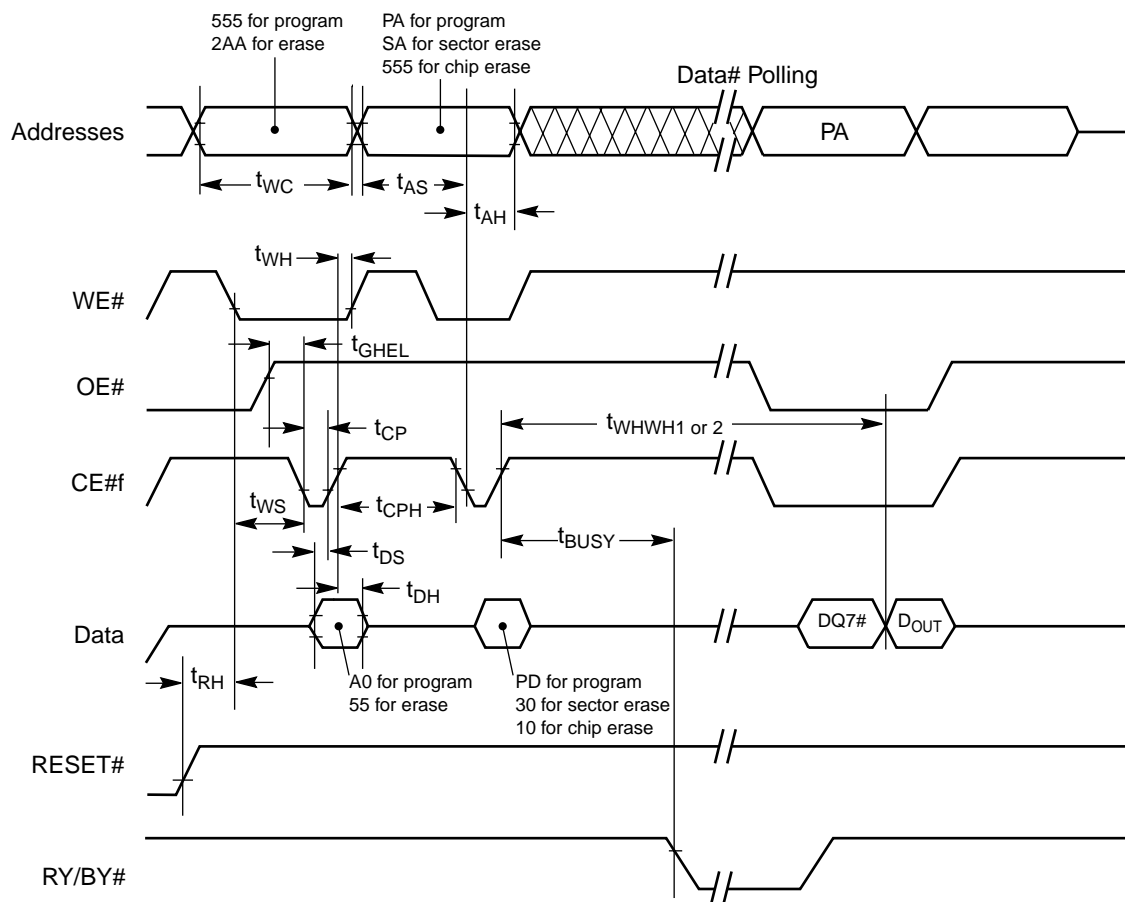 555 for program
2AA for erase
PA for program
SA for sector erase
555 for chip erase
Data# Polling
Addresses
PA
tWC
tAS
tAH
tWH
WE#
tGHEL
OE#
tCP
tWHWH1 or 2
CE#f
tWS
tCPH
tBUSY
tDS
tDH
Data
DQ7#
DOUT
tRH
A0 for program
55 for erase
PD for program
30 for sector erase
10 for chip erase
RESET#
RY/BY#